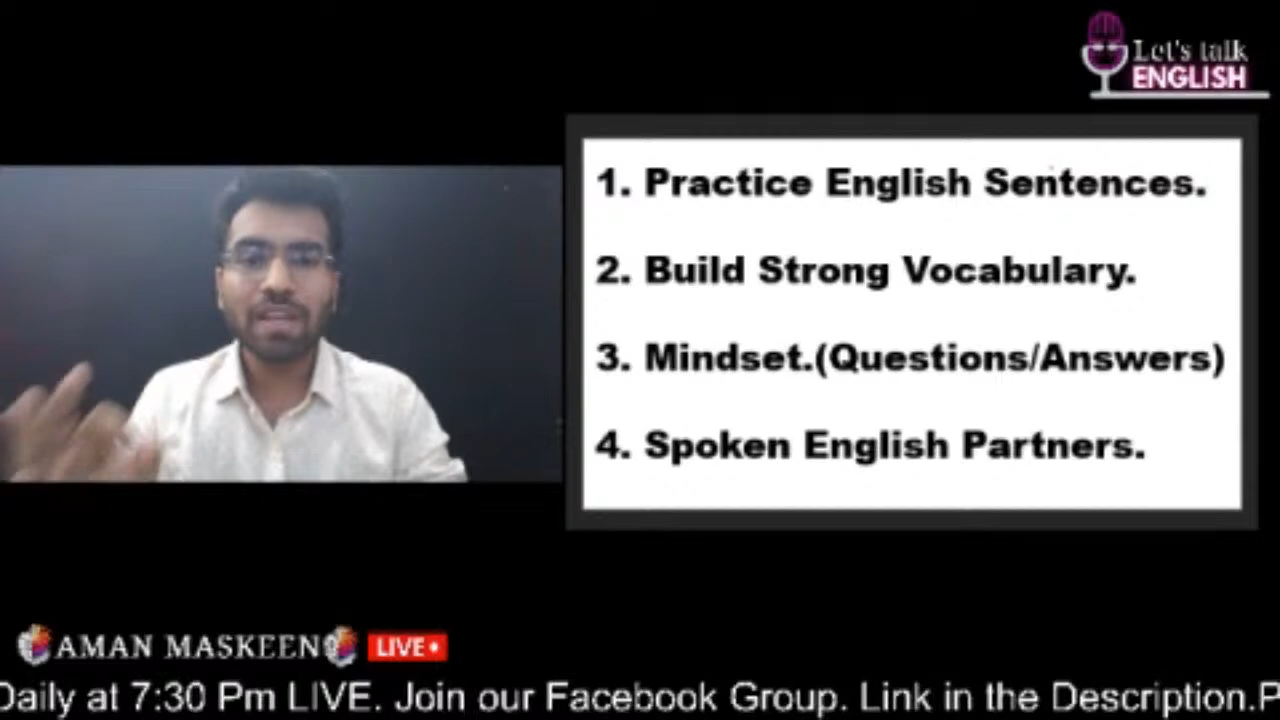 Let's talk
ENGLISH
1. Practice English Sentences.
2. Build Strong Vocabulary.
3. Mindset.(Questions/Answers)
4. Spoken English Partners.
AMAN MASKEEN
LIVE
Daily at 7:30 Pm LIVE. Join our Facebook Group. Link in the Description.P